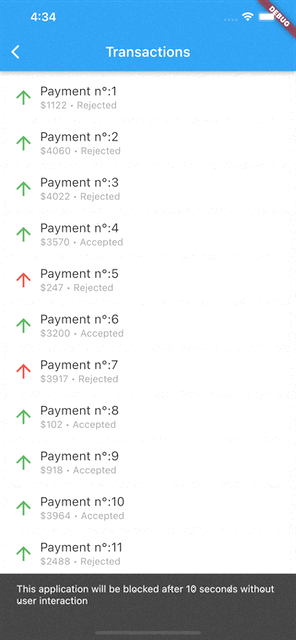 4:34
DEBUG
Transactions
Payment n°:1
$1122 • Rejected
Payment n°:2
$4060 • Rejected
Payment n°:3
$4022 • Rejected
Payment n°:4
$3570 • Accepted
Payment n°:5
$247 • Rejected
Payment n°:6
$3200 • Accepted
Payment n°:7
$3917 • Rejected
Payment n°:8
$102 • Accepted
Payment n°:9
$918 • Accepted
Payment n°:10
$3964 • Accepted
Payment n°:11
$2488 • Rejected
This application will be blocked after 10 seconds without
user interaction